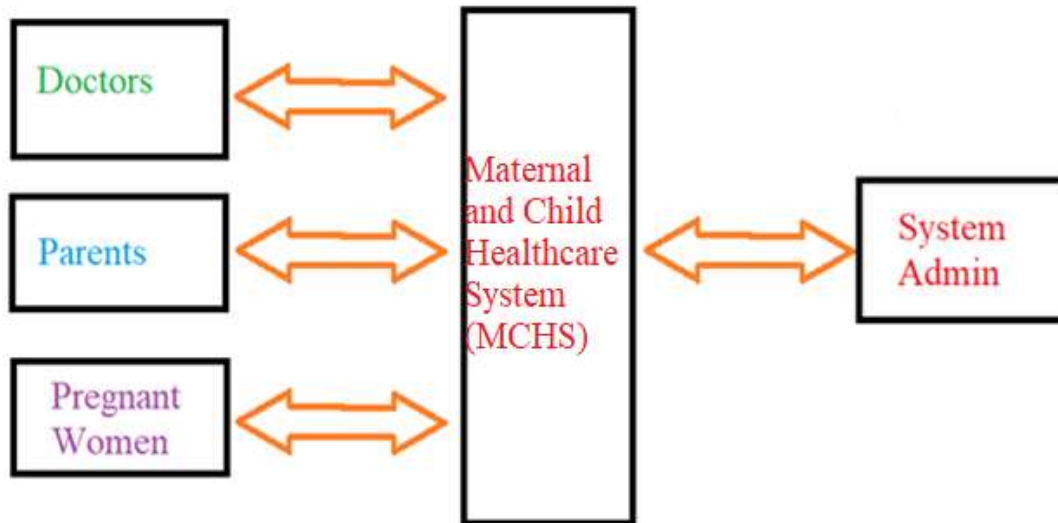 Doctors
Parents
Pregnant
Women
Maternal
and Child
Healthcare
System
(MCHS)
System
Admin